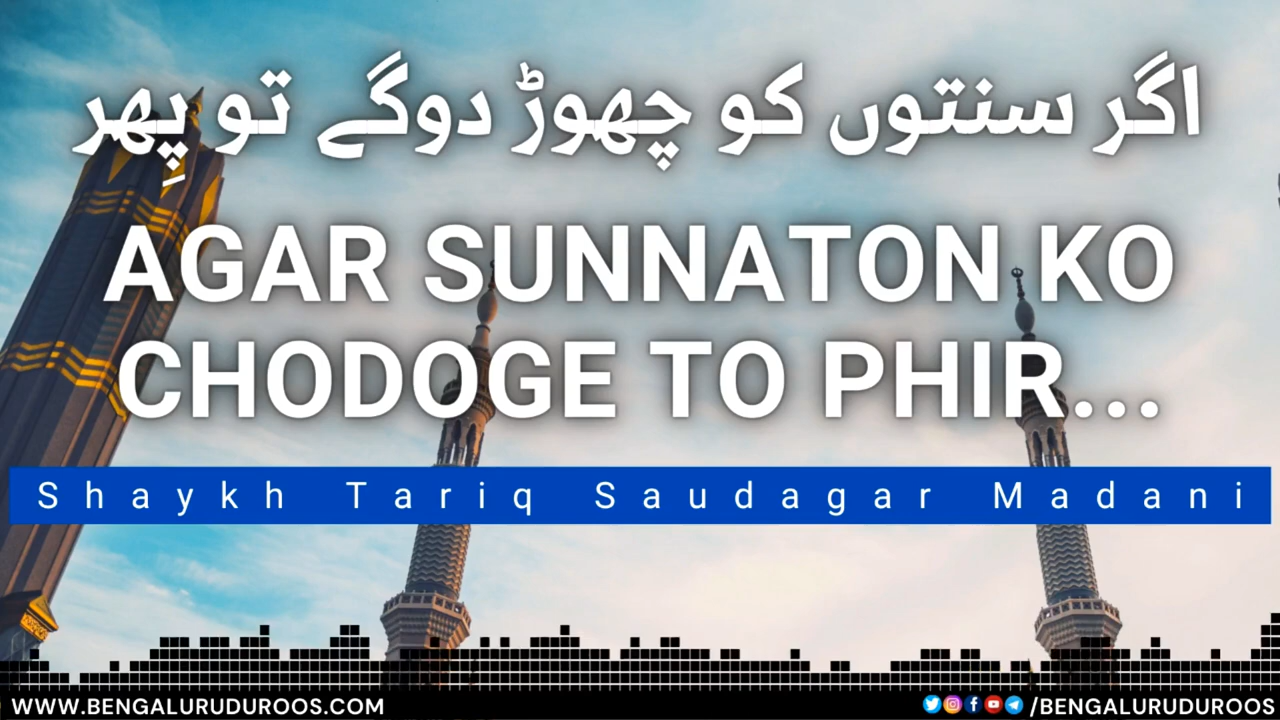 اگر سنتوں کو چھوڑ دوگے تو پِھر
AGAR SUNNATON KO
CHODOGE TO PHIR...
Shaykh Tariq Saudagar Madani
WWW.BENGALURUDUROOS.COM
/BENGALURUDUROOS